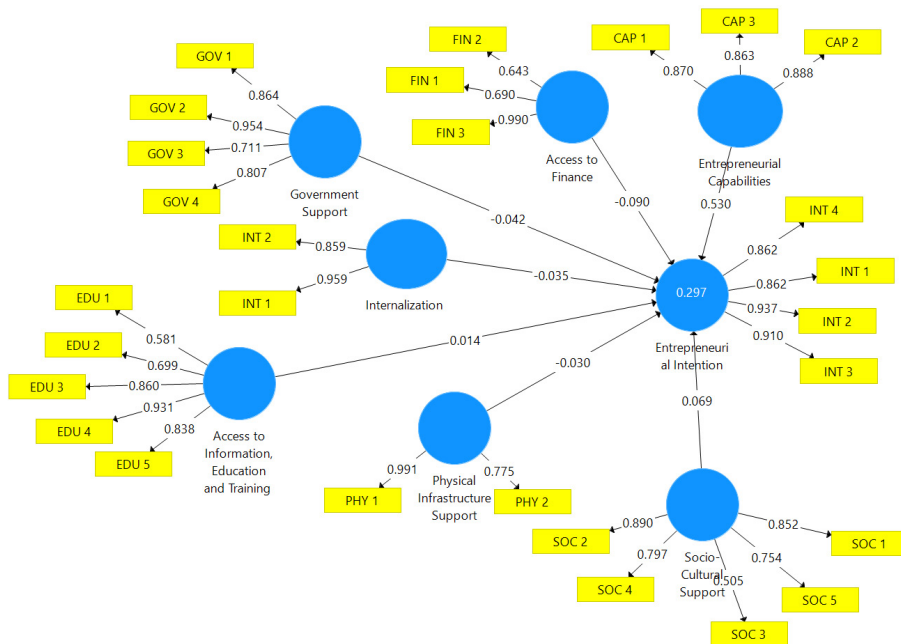 CAP 3
FIN 2
CAP 1
CAP 2
GOV 1
0.643
0.870
0.863
0.888
FIN 1
0.690
GOV 2
0.864
0.990
FIN 3
0.954
GOV 3
0.711
0.807
GOV 4
Government
Support
Access to
Finance
Entrepreneurial
Capabilities
-0.090
0.530
-0.042
INT 4
INT 2
0.859
0.959
INT 1
Internalization
-0.035
0.862
0.862
INT 1
0.297
0.937
INT 2
0.910
INT 3
Entrepreneuri
al Intention
EDU 1
0.581
EDU 2
0.699
0.014
EDU 3
0.860
0.931
EDU 4
0.838
EDU 5
Access to
Information,
Education
and Training
-0.030
0.069
0.991
0.775
PHY 1
PHY 2
Physical
Infrastructure
Support
0.890
0.852
SOC 2
SOC 1
0.797
0.754
Socio-
Cultural
Support
0.505
SOC 4
SOC 5
SOC 3